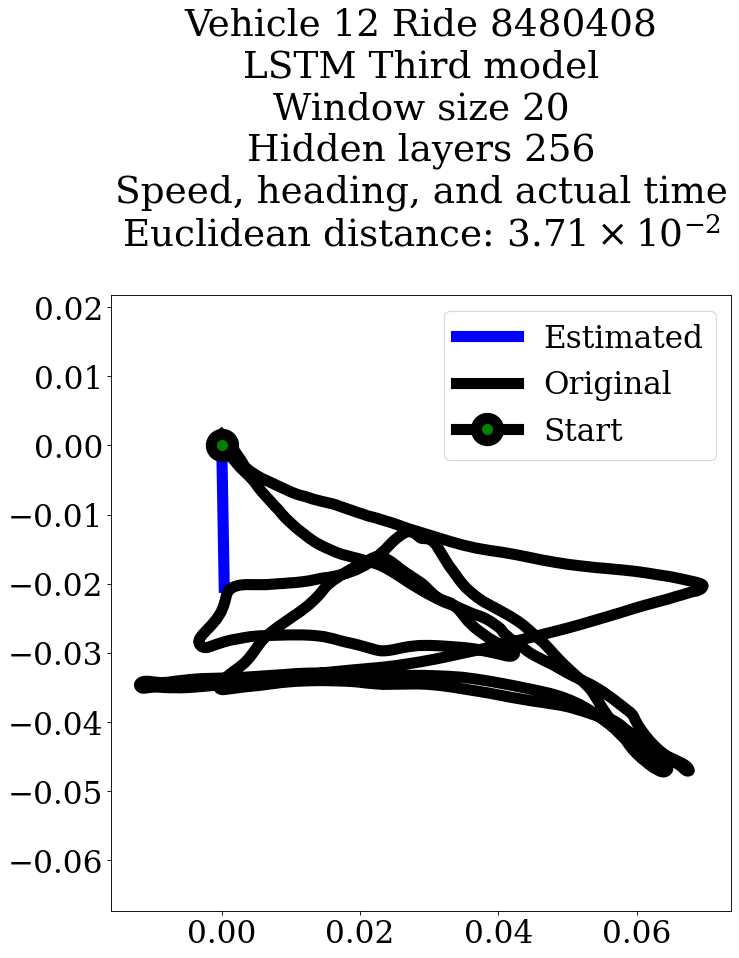 Vehicle 12 Ride 8480408
LSTM Third model
Window size 20
Hidden layers 256
Speed, heading, and actual time
Euclidean distance: 3.71 × 10⁻²
Estimated
Original
Start
0.02
0.01
0.00
−0.01
−0.02
−0.03
−0.04
−0.05
−0.06
0.00 0.02 0.04 0.06